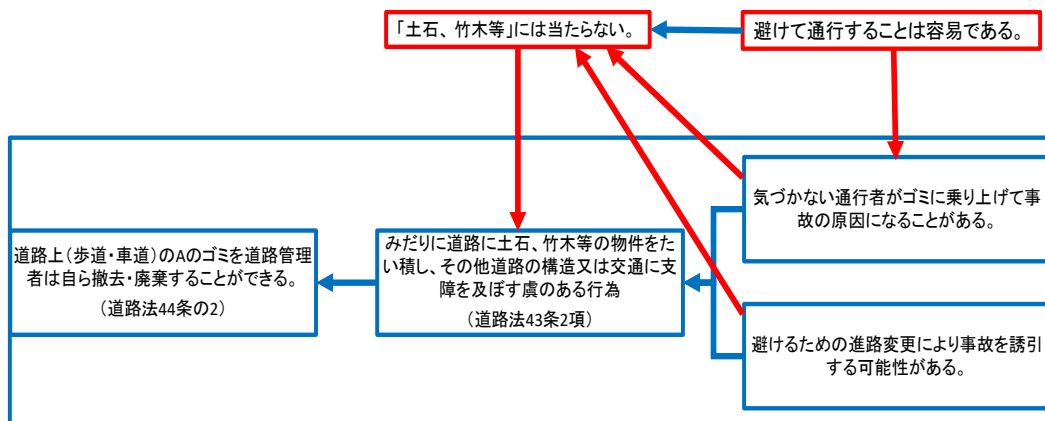 「土石、竹木等」には当たらない。
避けて通行することは容易である。
気づかない通行者がゴミに乗り上げて事
故の原因になることがある。
道路上(歩道・車道)のAのゴミを道路管理
者は自ら撤去・廃棄することができる。
(道路法44条の2)
みだりに道路に土石、竹木等の物件をた
い積し、その他道路の構造又は交通に支
障を及ぼす虞のある行為
(道路法43条2項)
避けるための進路変更により事故を誘引
する可能性がある。